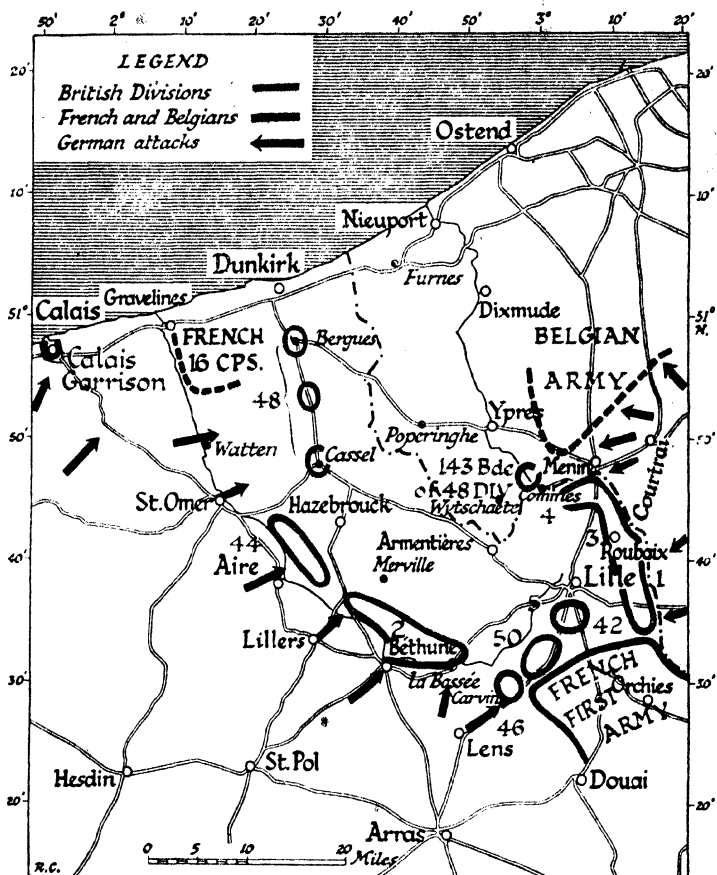 50' 2° 10' 20' 30' 40' 50' 3° 10' 20'
LEGEND
British Divisions
French and Belgians
German attacks
20' 20'
Ostend
10' 10'
Nieuport
Dunkirk
Furnes
Gravelines
Dixmude
Calais
51° 51°
N.
FRENCH
16 CPS.
Bergues
BELGIAN
ARMY
Calais
Garrison
48
Ypres
50'
Watten
Poperinghe
Cassel
143 Bde
Menin
Courtrai
of 48 DIV
Comines
Wytschaete
St.Omer
Hazebrouck
4
44
3
Roubaix
40' 40'
Armentières
Merville
Aire
Lille
1
2
42
Lillers
Bethune
50
La Bassée
Carvin
30' 30'
FRENCH
FIRST
ARMY
Orchies
46
Lens
St.Pol
Hesdin
Douai
20' 20'
Arras
0 5 10 20
Miles
R.C.